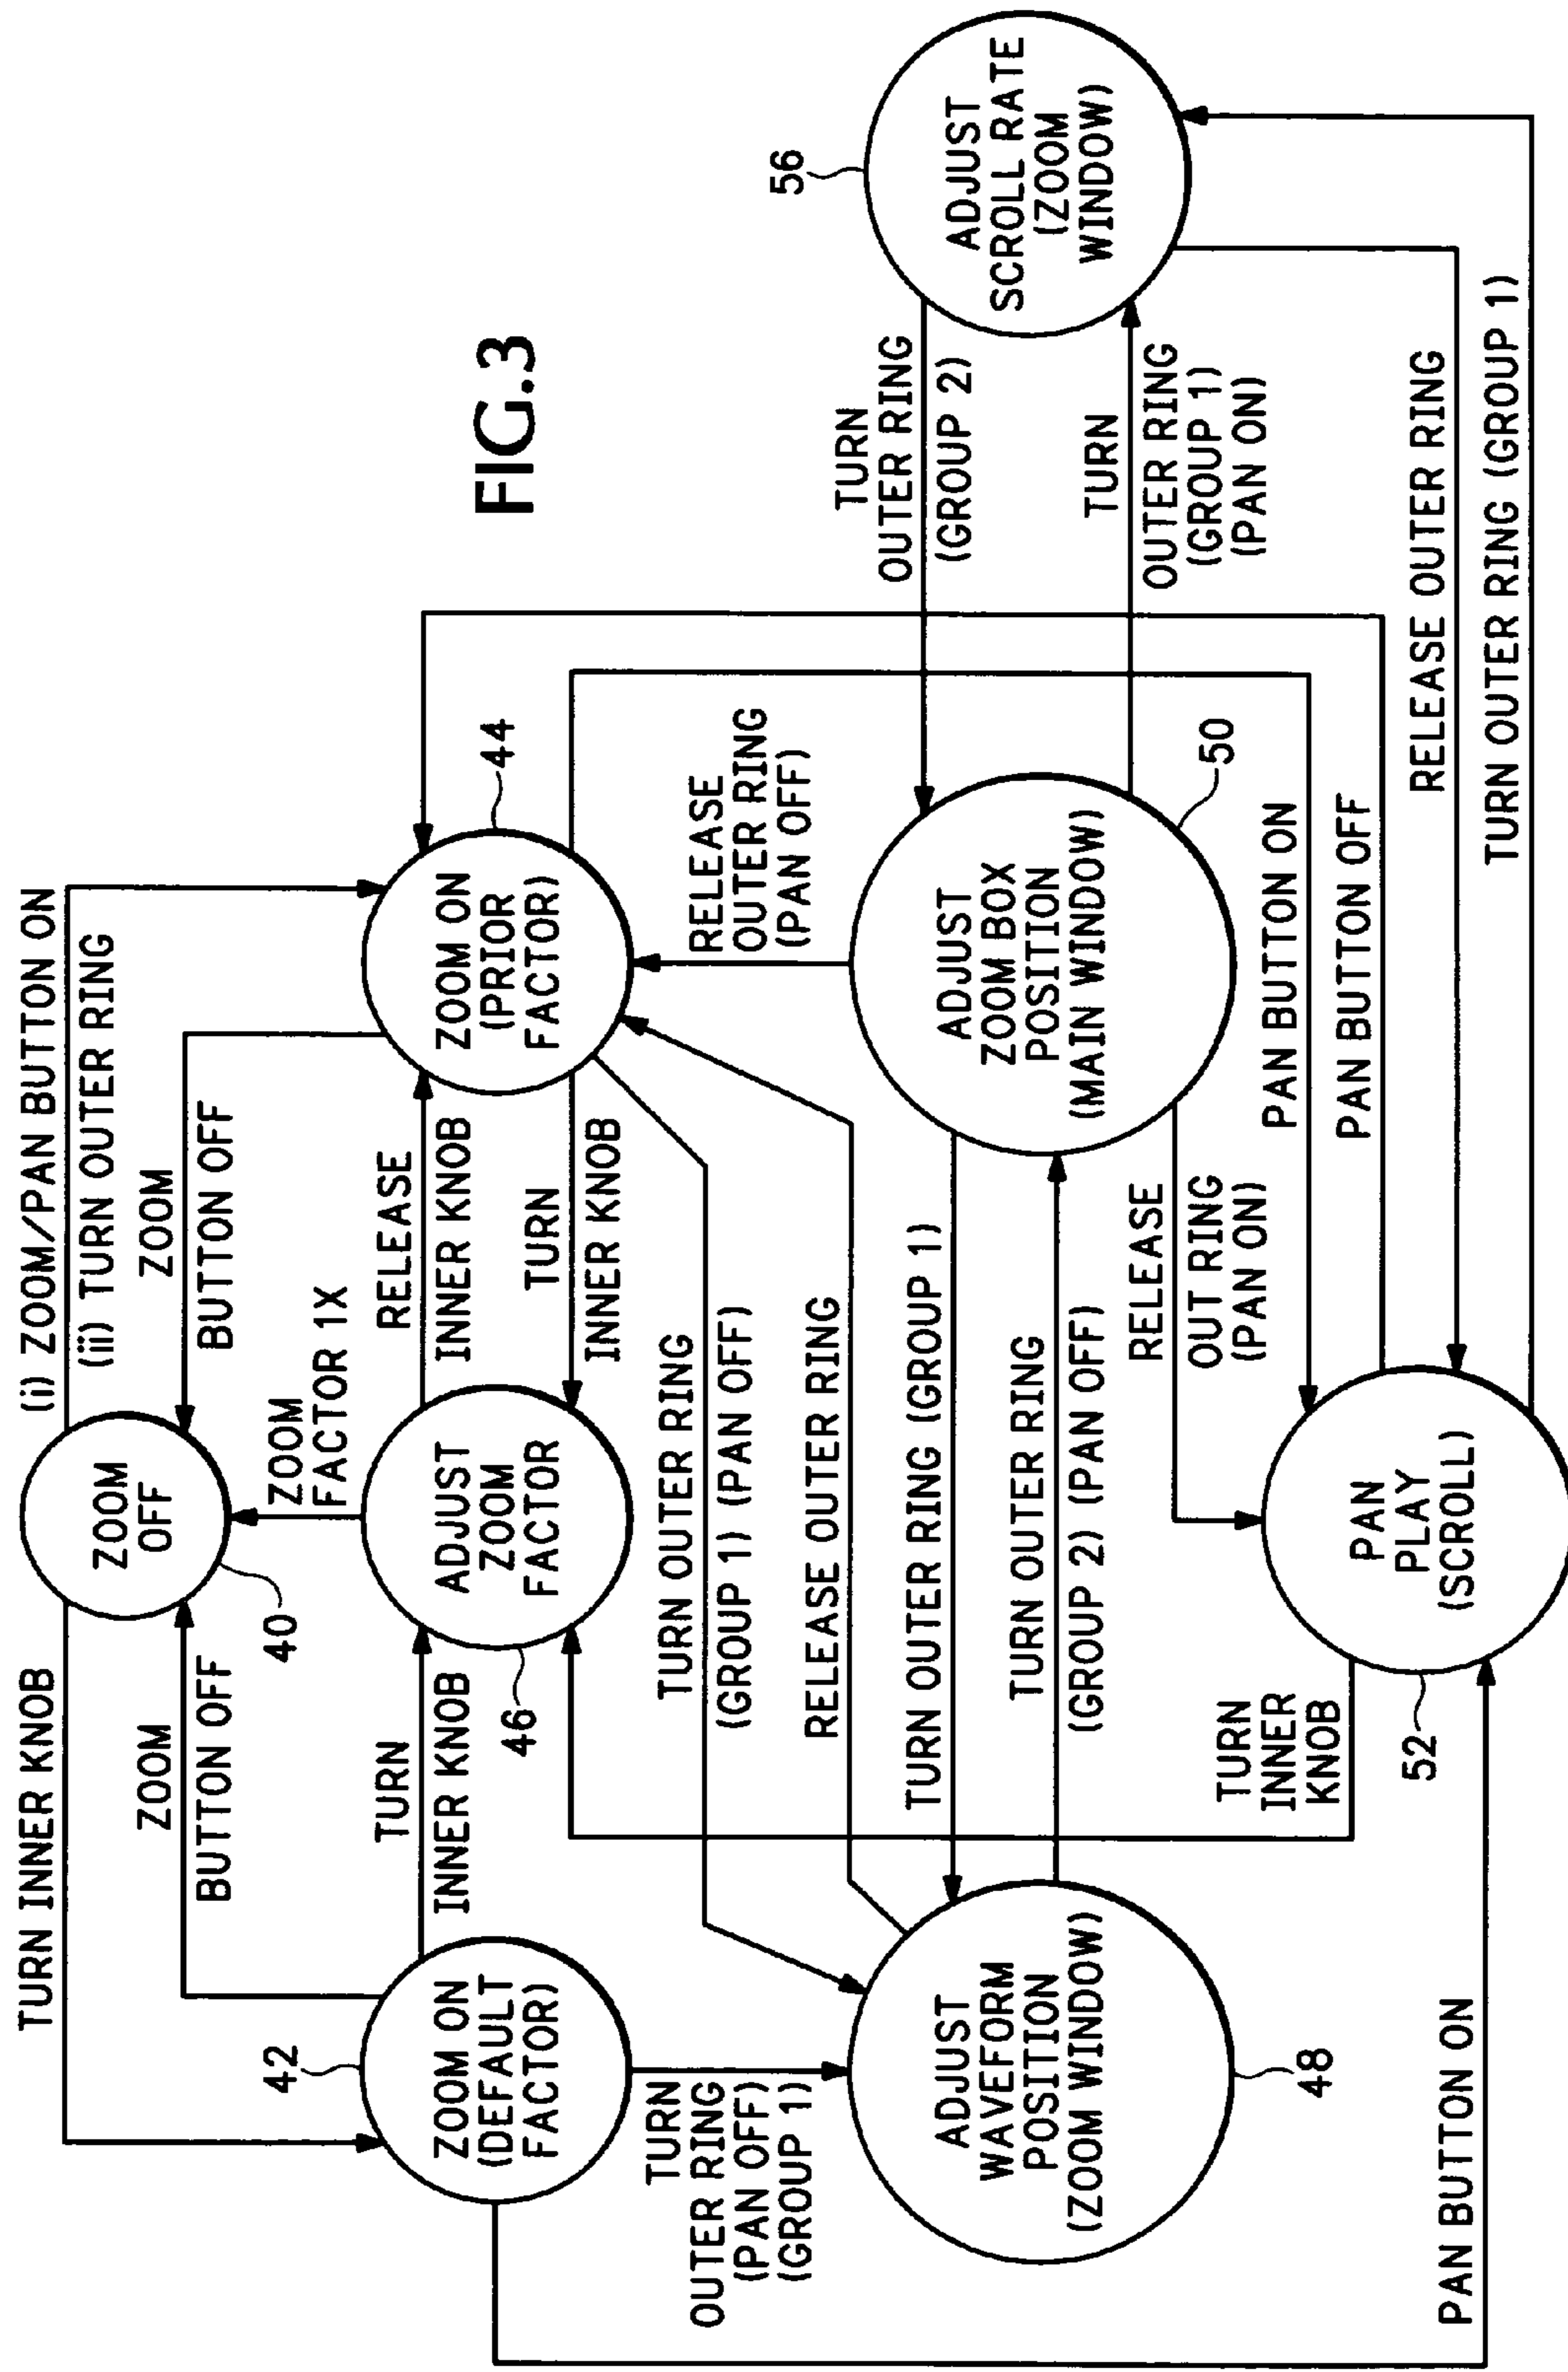 FIG.3
TURN INNER KNOB
(i) ZOOM/PAN BUTTON ON
(ii) TURN OUTER RING
ZOOM
OFF
40
ZOOM
BUTTON OFF
ZOOM
BUTTON OFF
ZOOM
FACTOR 1X
42
ZOOM ON
(DEFAULT
FACTOR)
TURN
INNER KNOB
ADJUST
ZOOM
FACTOR
46
RELEASE
INNER KNOB
TURN
INNER KNOB
ZOOM ON
(PRIOR
FACTOR)
44
TURN
OUTER RING
(PAN OFF)
(GROUP 1)
TURN OUTER RING
(GROUP 1) (PAN OFF)
RELEASE OUTER RING
RELEASE
OUTER RING
(PAN OFF)
ADJUST
WAVEFORM
POSITION
(ZOOM WINDOW)
48
TURN OUTER RING (GROUP 1)
TURN OUTER RING
(GROUP 2) (PAN OFF)
ADJUST
ZOOM BOX
POSITION
(MAIN WINDOW)
50
TURN
OUTER RING
(GROUP 2)
TURN
OUTER RING
(GROUP 1)
(PAN ON)
56
ADJUST
SCROLL RATE
(ZOOM
WINDOW)
TURN
INNER
KNOB
RELEASE
OUT RING
(PAN ON)
PAN BUTTON ON
PAN BUTTON OFF
52
PAN
PLAY
(SCROLL)
RELEASE OUTER RING
TURN OUTER RING (GROUP 1)
PAN BUTTON ON